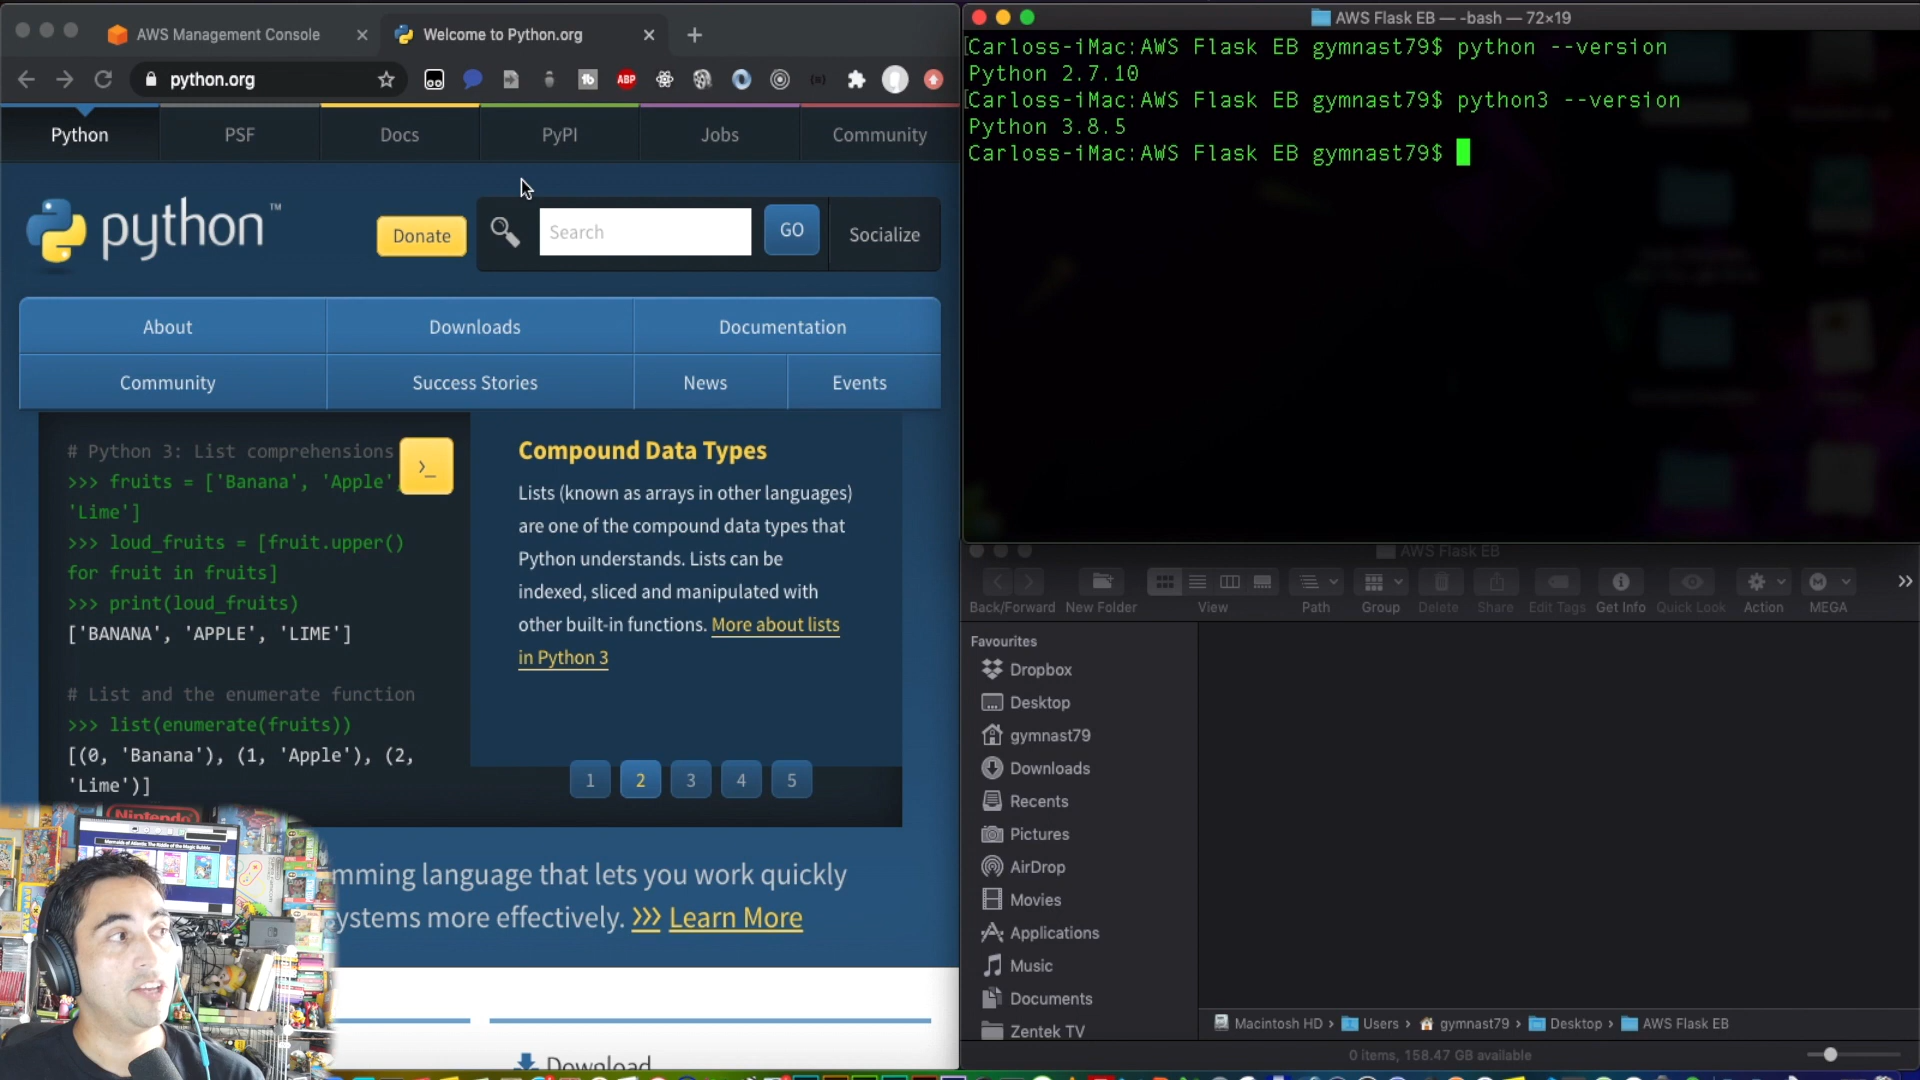 AWS Management Console
Welcome to Python.org
python.org
ABP
Python
PSF
Docs
PyPI
Jobs
Community
python™
Donate
Search
GO
Socialize
About
Downloads
Documentation
Community
Success Stories
News
Events
# Python 3: List comprehensions
>>> fruits = ['Banana', 'Apple',
'Lime']
>>> loud_fruits = [fruit.upper()
for fruit in fruits]
>>> print(loud_fruits)
['BANANA', 'APPLE', 'LIME']
# List and the enumerate function
>>> list(enumerate(fruits))
[(0, 'Banana'), (1, 'Apple'), (2,
'Lime')]
>_
Compound Data Types
Lists (known as arrays in other languages)
are one of the compound data types that
Python understands. Lists can be
indexed, sliced and manipulated with
other built-in functions. More about lists
in Python 3
1 2 3 4 5
mming language that lets you work quickly
ystems more effectively. >>> Learn More
Download
Nintendo
AWS Flask EB — -bash — 72×19
[Carloss-iMac:AWS Flask EB gymnast79$ python --version
Python 2.7.10
[Carloss-iMac:AWS Flask EB gymnast79$ python3 --version
Python 3.8.5
Carloss-iMac:AWS Flask EB gymnast79$
AWS Flask EB
Back/Forward
New Folder
View
Path
Group
Delete
Share
Edit Tags
Get Info
Quick Look
Action
MEGA
Favourites
Dropbox
Desktop
gymnast79
Downloads
Recents
Pictures
AirDrop
Movies
Applications
Music
Documents
Zentek TV
Macintosh HD › Users › gymnast79 › Desktop › AWS Flask EB
0 items, 158.47 GB available